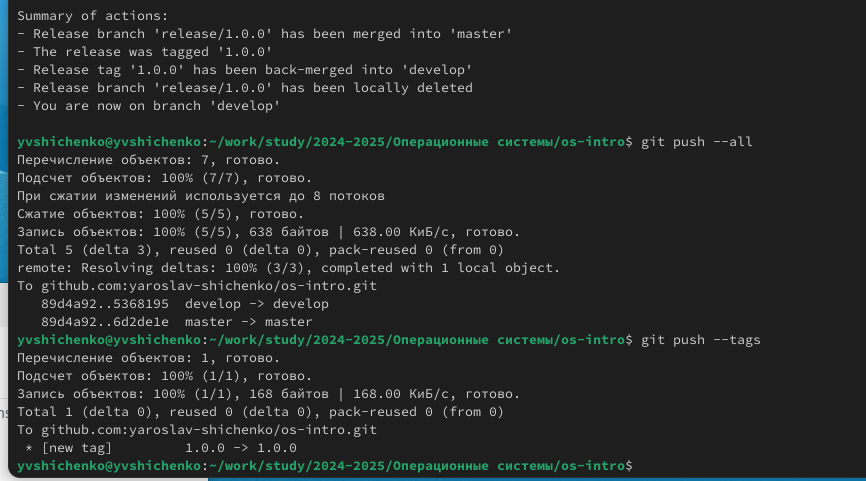 Summary of actions:
- Release branch 'release/1.0.0' has been merged into 'master'
- The release was tagged '1.0.0'
- Release tag '1.0.0' has been back-merged into 'develop'
- Release branch 'release/1.0.0' has been locally deleted
- You are now on branch 'develop'
yvshichenko@yvshichenko:~/work/study/2024-2025/Операционные системы/os-intro$ git push --all
Перечисление объектов: 7, готово.
Подсчет объектов: 100% (7/7), готово.
При сжатии изменений используется до 8 потоков
Сжатие объектов: 100% (5/5), готово.
Запись объектов: 100% (5/5), 638 байтов | 638.00 КиБ/с, готово.
Total 5 (delta 3), reused 0 (delta 0), pack-reused 0 (from 0)
remote: Resolving deltas: 100% (3/3), completed with 1 local object.
To github.com:yaroslav-shichenko/os-intro.git
   89d4a92..5368195  develop -> develop
   89d4a92..6d2de1e  master -> master
yvshichenko@yvshichenko:~/work/study/2024-2025/Операционные системы/os-intro$ git push --tags
Перечисление объектов: 1, готово.
Подсчет объектов: 100% (1/1), готово.
Запись объектов: 100% (1/1), 168 байтов | 168.00 КиБ/с, готово.
Total 1 (delta 0), reused 0 (delta 0), pack-reused 0 (from 0)
To github.com:yaroslav-shichenko/os-intro.git
 * [new tag]         1.0.0 -> 1.0.0
yvshichenko@yvshichenko:~/work/study/2024-2025/Операционные системы/os-intro$